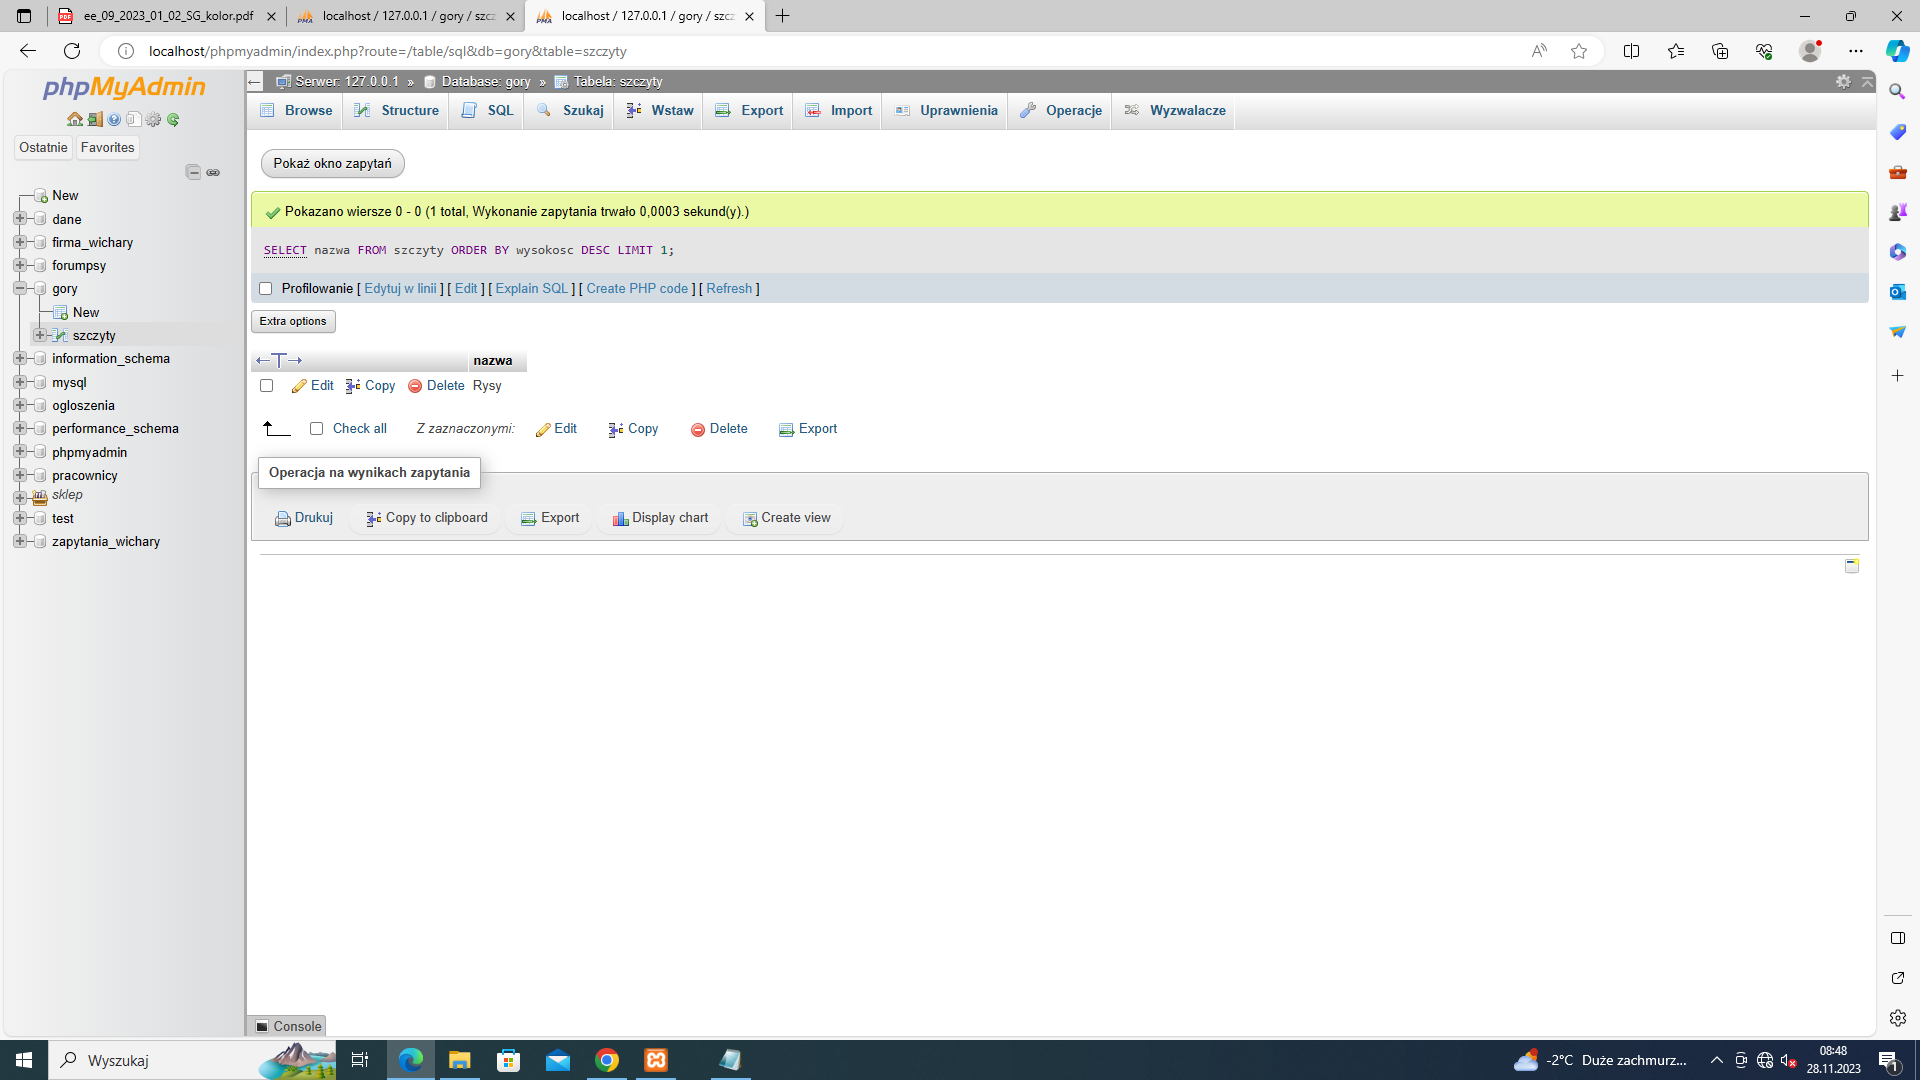 ee_09_2023_01_02_SG_kolor.pdf
localhost / 127.0.0.1 / gory / szcz
localhost / 127.0.0.1 / gory / szcz
localhost/phpmyadmin/index.php?route=/table/sql&db=gory&table=szczyty
phpMyAdmin
Ostatnie Favorites
New
dane
firma_wichary
forumpsy
gory
New
szczyty
information_schema
mysql
ogloszenia
performance_schema
phpmyadmin
pracownicy
sklep
test
zapytania_wichary
Serwer: 127.0.0.1 » Database: gory » Tabela: szczyty
Browse Structure SQL Szukaj Wstaw Export Import Uprawnienia Operacje Wyzwalacze
Pokaż okno zapytań
Pokazano wiersze 0 - 0 (1 total, Wykonanie zapytania trwało 0,0003 sekund(y).)
SELECT nazwa FROM szczyty ORDER BY wysokosc DESC LIMIT 1;
Profilowanie [ Edytuj w linii ] [ Edit ] [ Explain SQL ] [ Create PHP code ] [ Refresh ]
Extra options
←T→ nazwa
Edit Copy Delete Rysy
Check all Z zaznaczonymi: Edit Copy Delete Export
Operacja na wynikach zapytania
Drukuj Copy to clipboard Export Display chart Create view
Console
Wyszukaj
-2°C Duże zachmurz...
08:48
28.11.2023
1